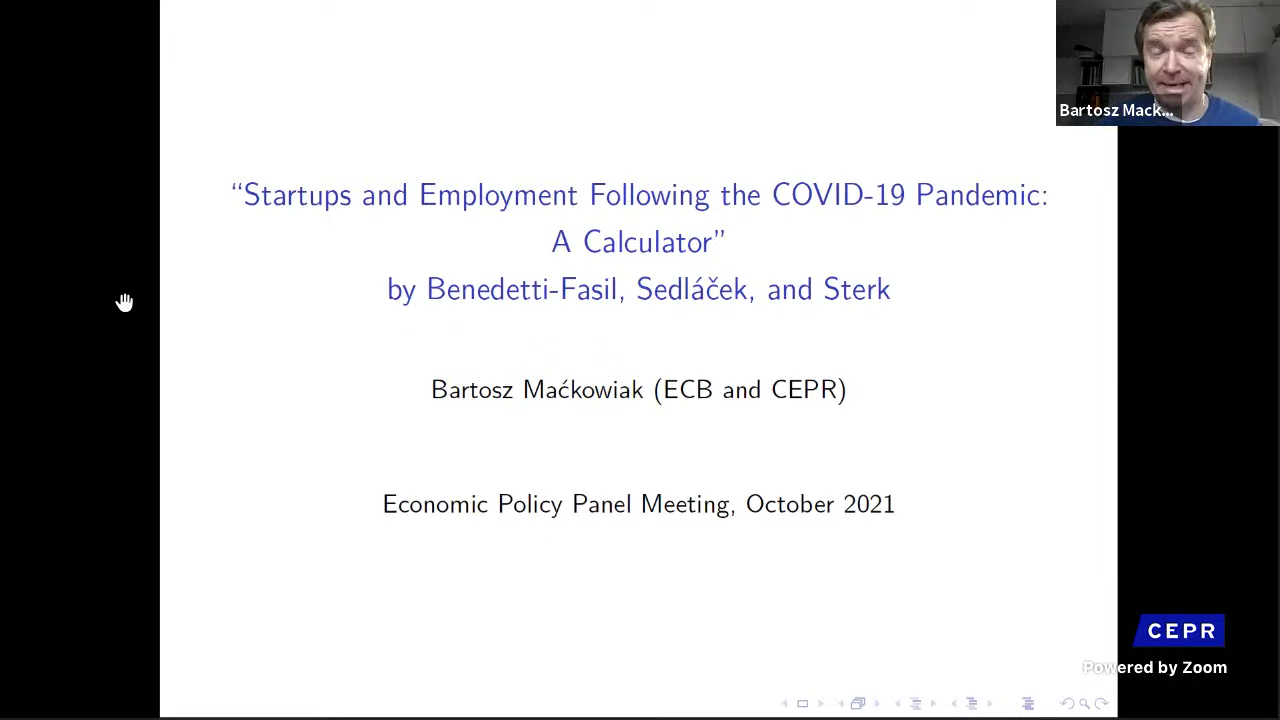 Bartosz Mack...
“Startups and Employment Following the COVID-19 Pandemic:
A Calculator”
by Benedetti-Fasil, Sedláček, and Sterk
Bartosz Maćkowiak (ECB and CEPR)
Economic Policy Panel Meeting, October 2021
CEPR
Powered by Zoom